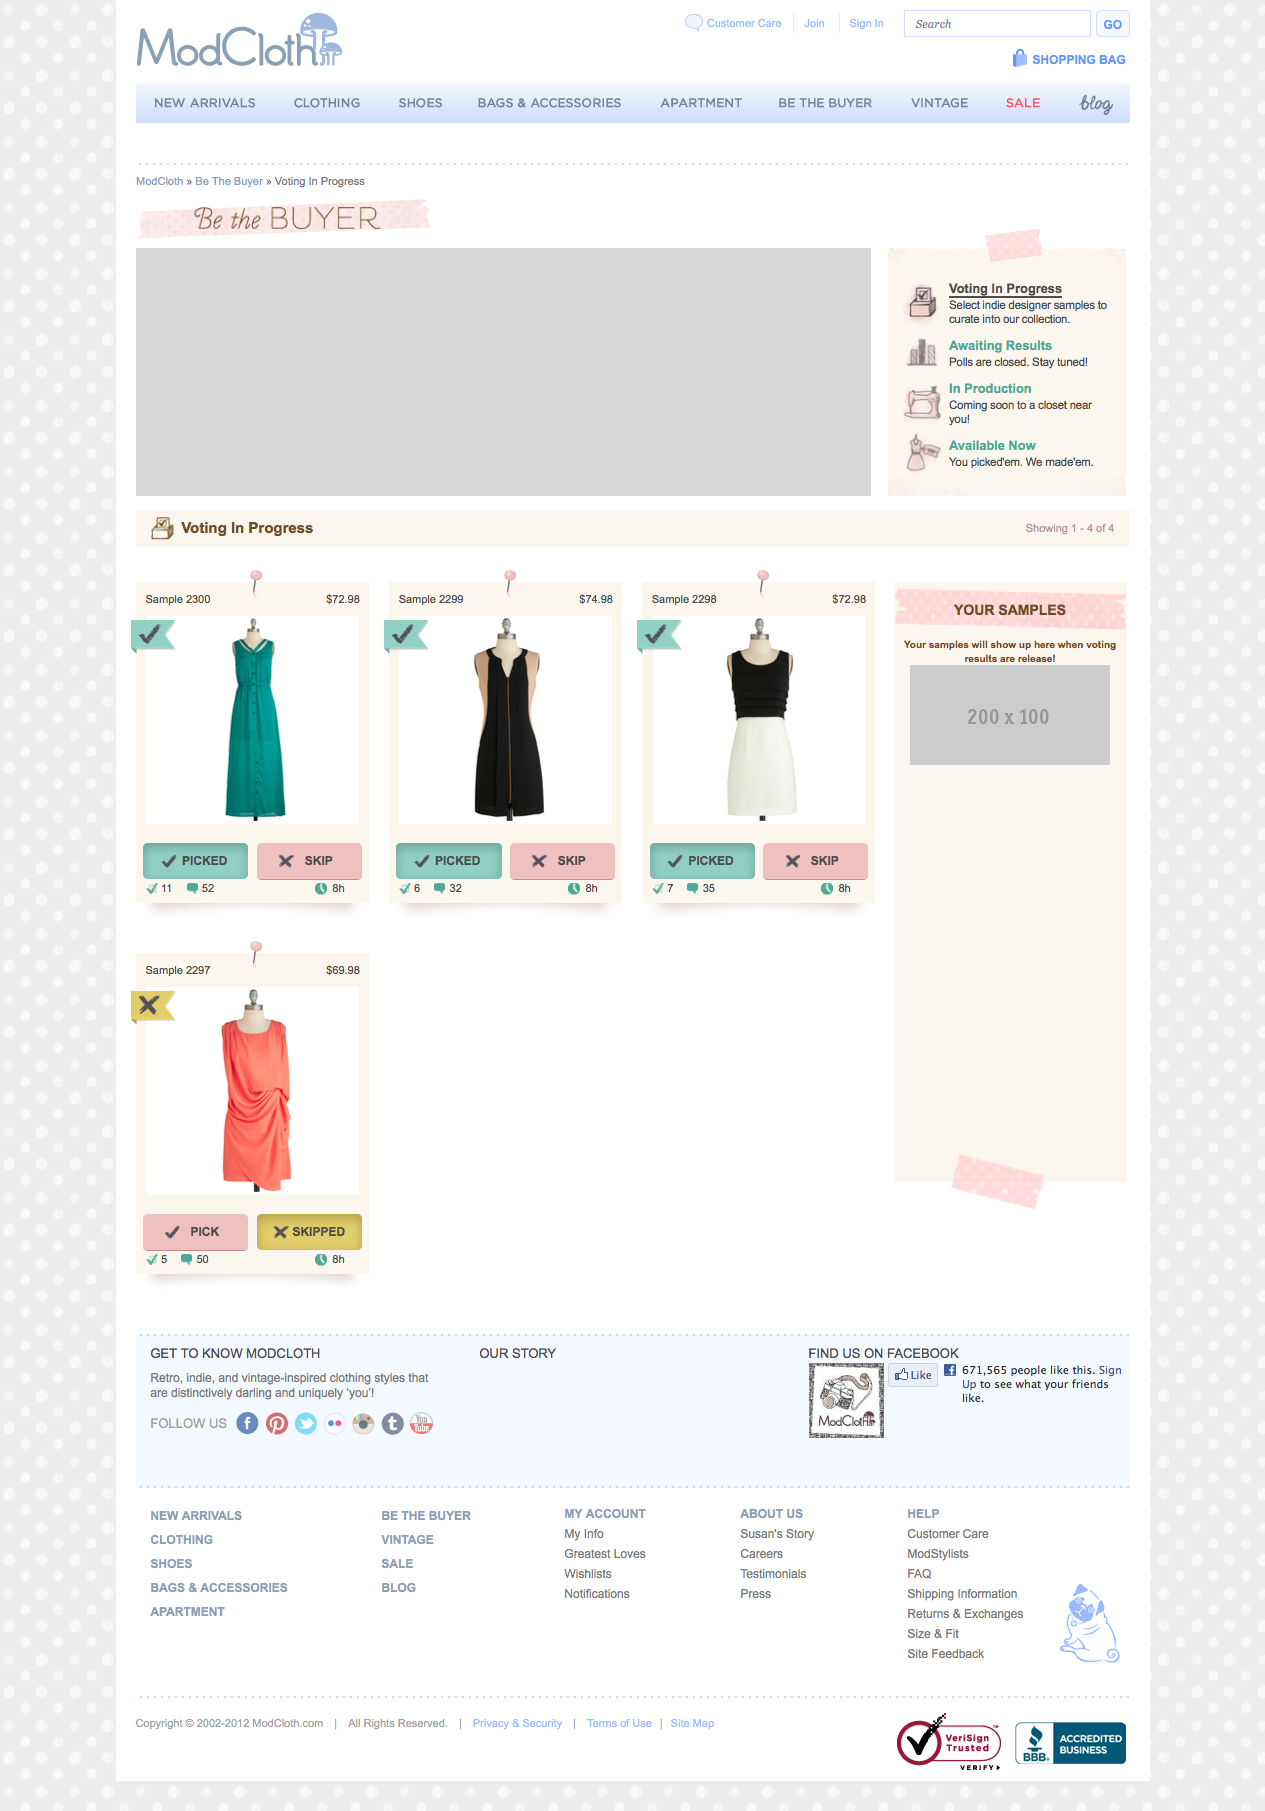 ModCloth
Customer Care
Join
Sign In
Search
GO
SHOPPING BAG
NEW ARRIVALS
CLOTHING
SHOES
BAGS & ACCESSORIES
APARTMENT
BE THE BUYER
VINTAGE
SALE
blog
ModCloth » Be The Buyer » Voting In Progress
Be the BUYER
Voting In Progress
Select indie designer samples to
curate into our collection.
Awaiting Results
Polls are closed. Stay tuned!
In Production
Coming soon to a closet near
you!
Available Now
You picked'em. We made'em.
Voting In Progress
Showing 1 - 4 of 4
Sample 2300
$72.98
PICKED
SKIP
11
52
8h
Sample 2299
$74.98
PICKED
SKIP
6
32
8h
Sample 2298
$72.98
PICKED
SKIP
7
35
8h
YOUR SAMPLES
Your samples will show up here when voting
results are release!
200 x 100
Sample 2297
$69.98
PICK
SKIPPED
5
50
8h
GET TO KNOW MODCLOTH
Retro, indie, and vintage-inspired clothing styles that
are distinctively darling and uniquely ‘you’!
FOLLOW US
f
t
You
Tube
OUR STORY
FIND US ON FACEBOOK
ModCloth
Like
671,565 people like this. Sign
Up to see what your friends
like.
NEW ARRIVALS
CLOTHING
SHOES
BAGS & ACCESSORIES
APARTMENT
BE THE BUYER
VINTAGE
SALE
BLOG
MY ACCOUNT
My Info
Greatest Loves
Wishlists
Notifications
ABOUT US
Susan's Story
Careers
Testimonials
Press
HELP
Customer Care
ModStylists
FAQ
Shipping Information
Returns & Exchanges
Size & Fit
Site Feedback
Copyright © 2002-2012 ModCloth.com | All Rights Reserved. | Privacy & Security | Terms of Use | Site Map
VeriSign
Trusted
VERIFY
BBB
ACCREDITED
BUSINESS